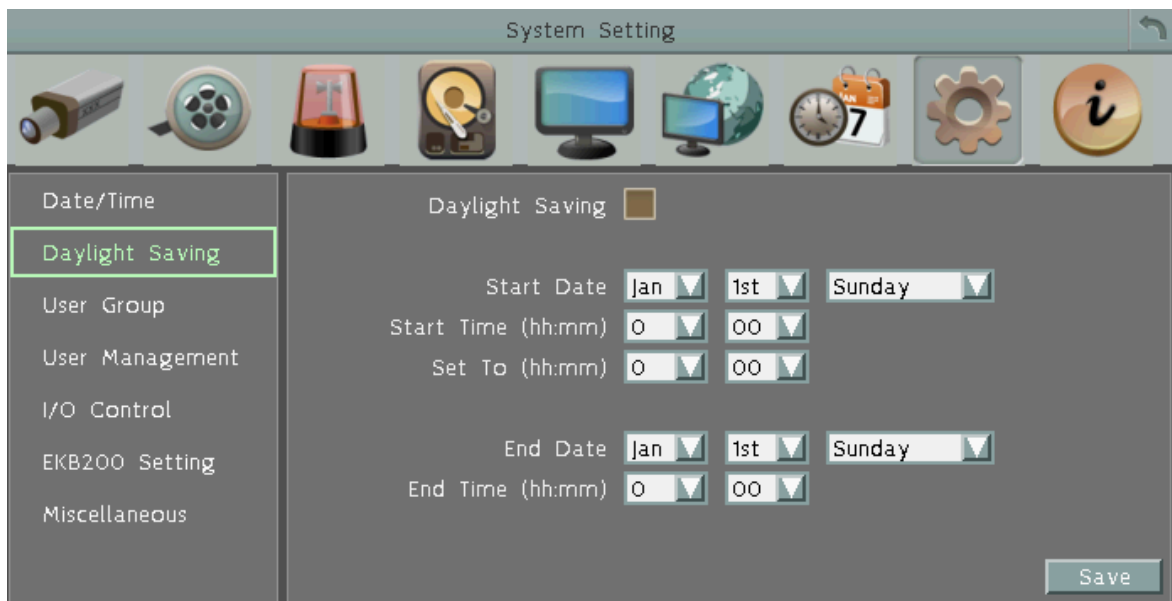 System Setting
JAN
7
Date/Time
Daylight Saving
User Group
User Management
I/O Control
EKB200 Setting
Miscellaneous
Daylight Saving
Start Date Jan 1st Sunday
Start Time (hh:mm) 0 00
Set To (hh:mm) 0 00
End Date Jan 1st Sunday
End Time (hh:mm) 0 00
Save